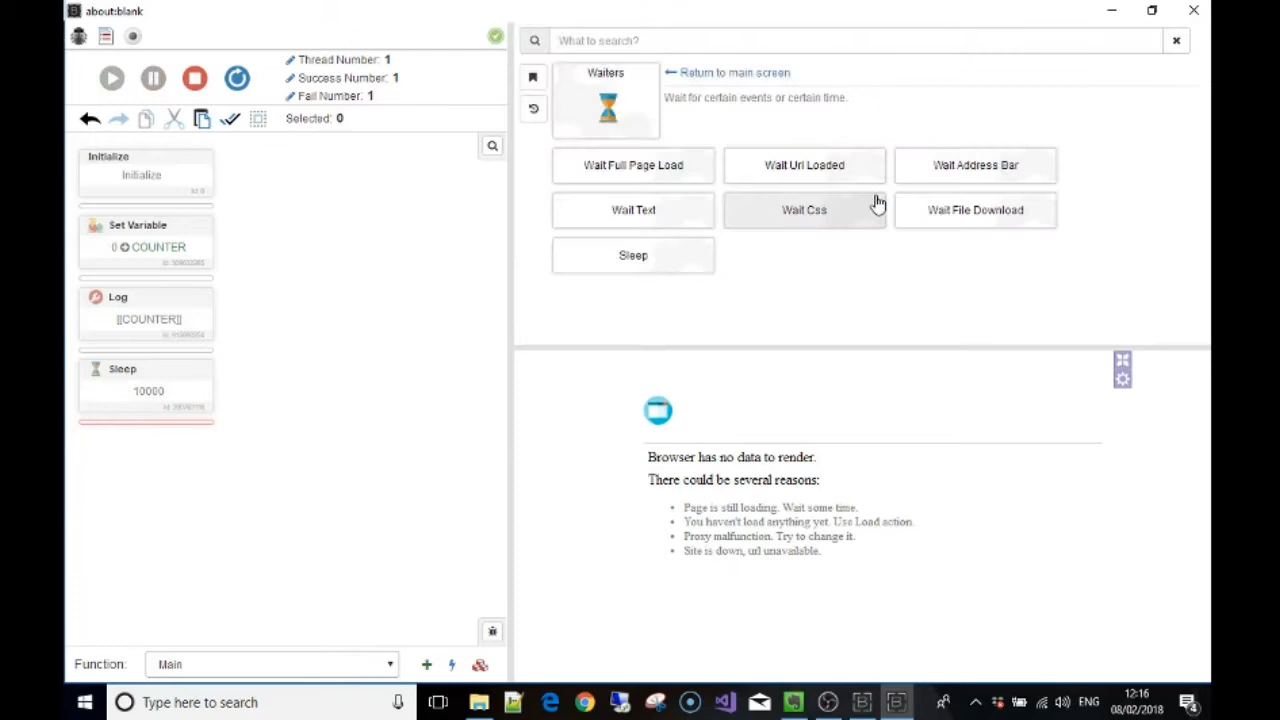 about:blank
Thread Number: 1
Success Number: 1
Fail Number: 1
Selected: 0
Initialize
Initialize
Id: 0
Set Variable
0 COUNTER
Log
[[COUNTER]]
Sleep
10000
Function: Main
What to search?
Waiters
Return to main screen
Wait for certain events or certain time.
Wait Full Page Load
Wait Url Loaded
Wait Address Bar
Wait Text
Wait Css
Wait File Download
Sleep
Browser has no data to render.
There could be several reasons:
Page is still loading. Wait some time.
You haven't load anything yet. Use Load action.
Proxy malfunction. Try to change it.
Site is down, url unavailable.
Type here to search
ENG
12:16
08/02/2018
4